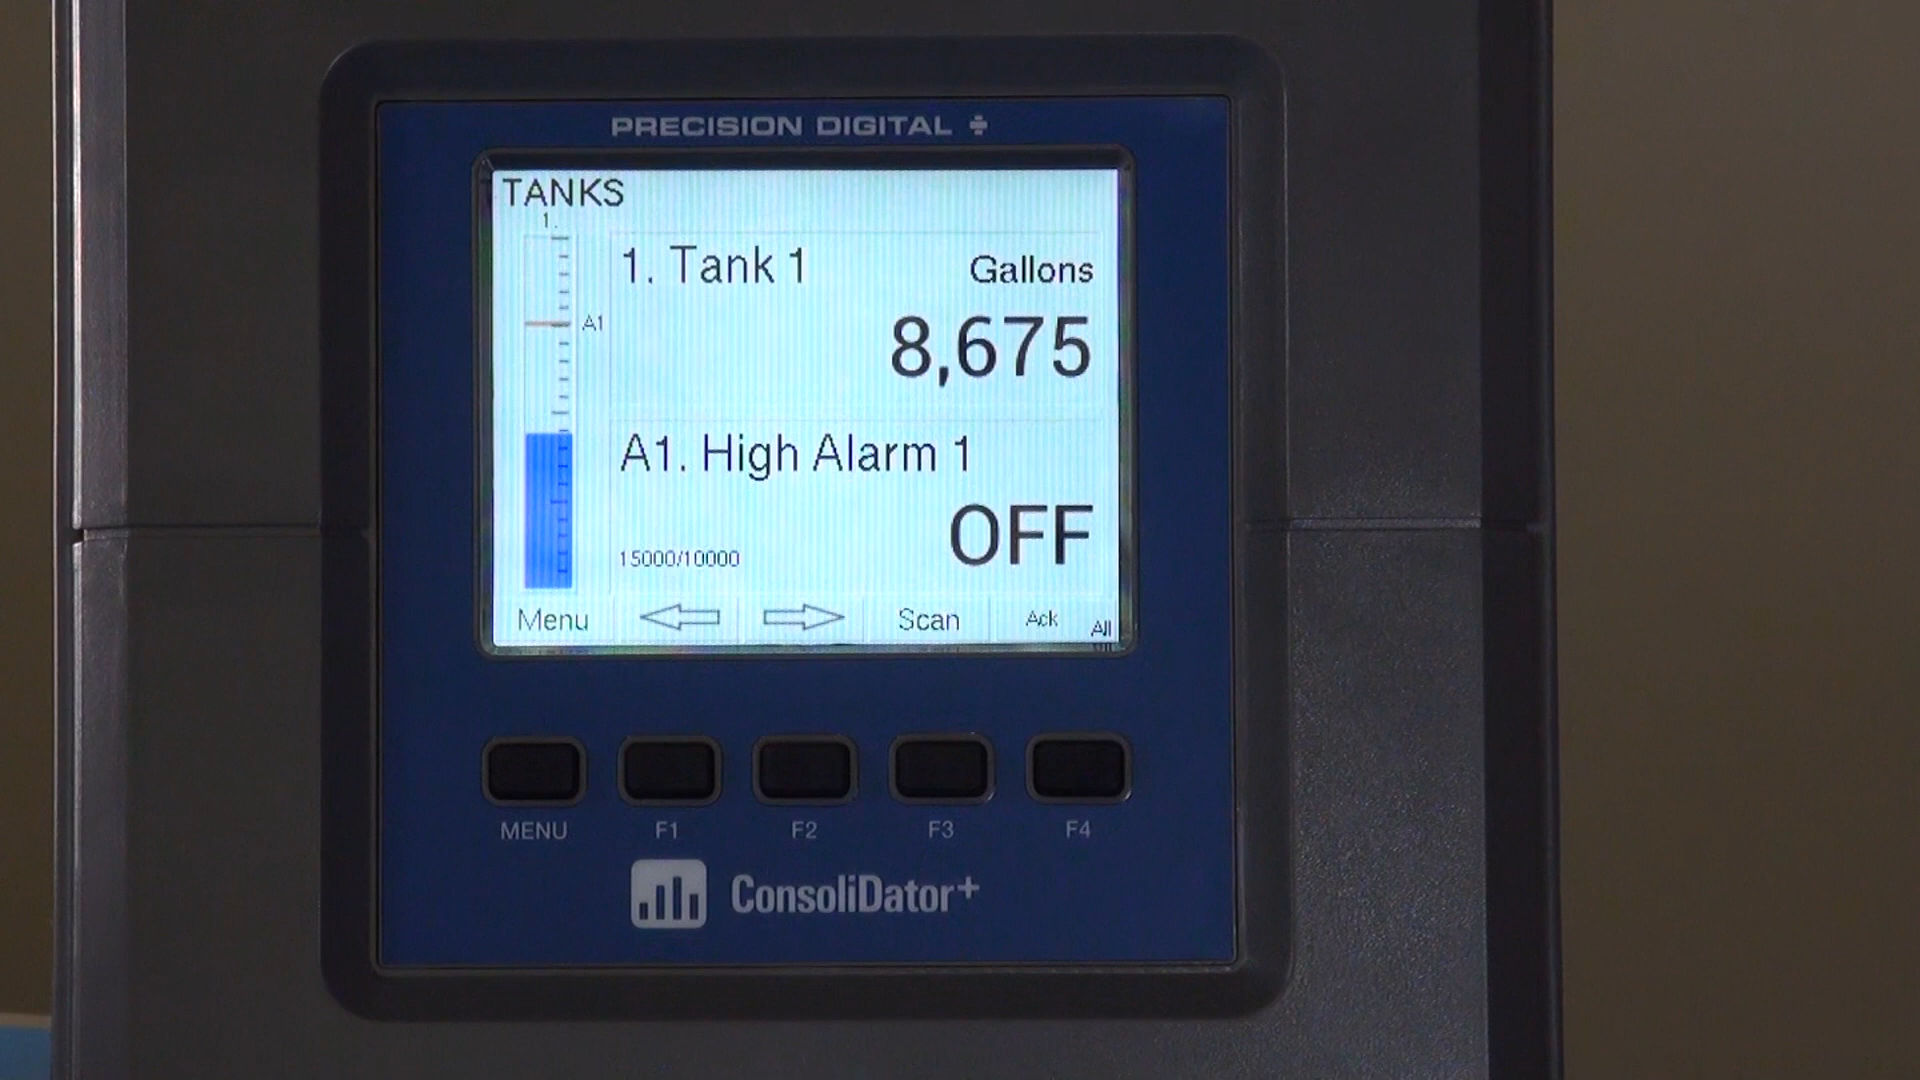 PRECISION DIGITAL
TANKS
1.
1. Tank 1 Gallons
A1
8,675
A1. High Alarm 1
OFF
15000/10000
Menu Scan Ack All
MENU F1 F2 F3 F4
ConsoliDator+